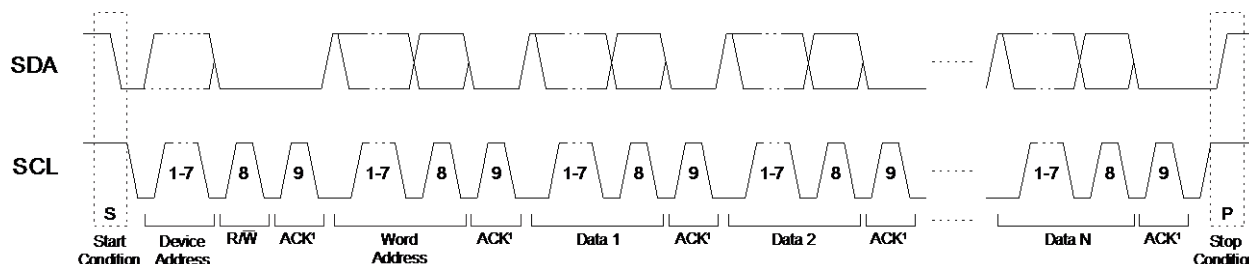 SDA
SCL
1-7 8 9 1-7 8 9 1-7 8 9 1-7 8 9 1-7 8 9
S P
Start Condition
Device Address
R/W̅
ACK¹
Word Address
ACK¹
Data 1
ACK¹
Data 2
ACK¹
Data N
ACK¹
Stop Condition